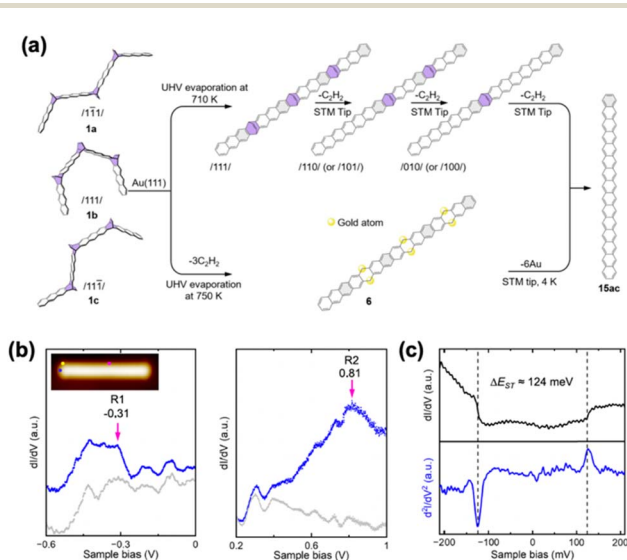 (a)
/11̄1/
1a
/111/
1b
/111̄/
1c
Au(111)
UHV evaporation at
710 K
-3C₂H₂
UHV evaporation
at 750 K
-C₂H₂
STM Tip
-C₂H₂
STM Tip
-C₂H₂
STM Tip
/111/
/110/ (or /101/)
/010/ (or /100/)
Gold atom
6
-6Au
STM tip, 4 K
15ac
(b)
dI/dV (a.u.)
R1
-0.31
-0.6
-0.3
0.0
Sample bias (V)
dI/dV (a.u.)
R2
0.81
0.2
0.6
1
Sample bias (V)
(c)
dI/dV (a.u.)
ΔE_ST ≈ 124 meV
d²I/dV² (a.u.)
-200
-100
0
100
200
Sample bias (mV)